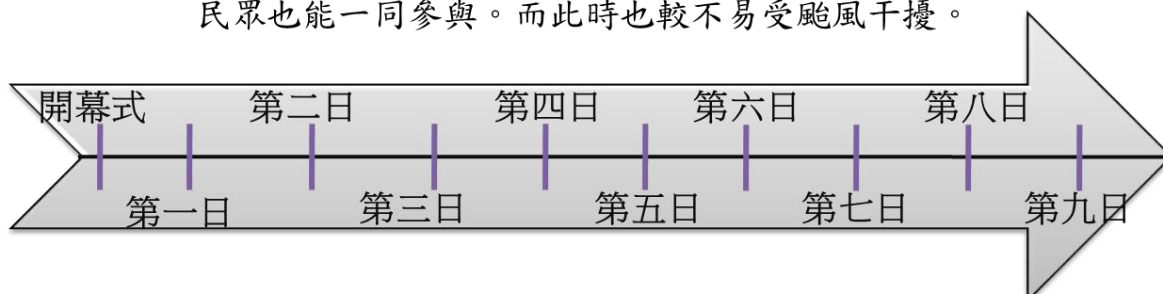 民眾也能一同參與。而此時也較不易受颱風干擾。
開幕式 第二日 第四日 第六日 第八日
第一日 第三日 第五日 第七日 第九日